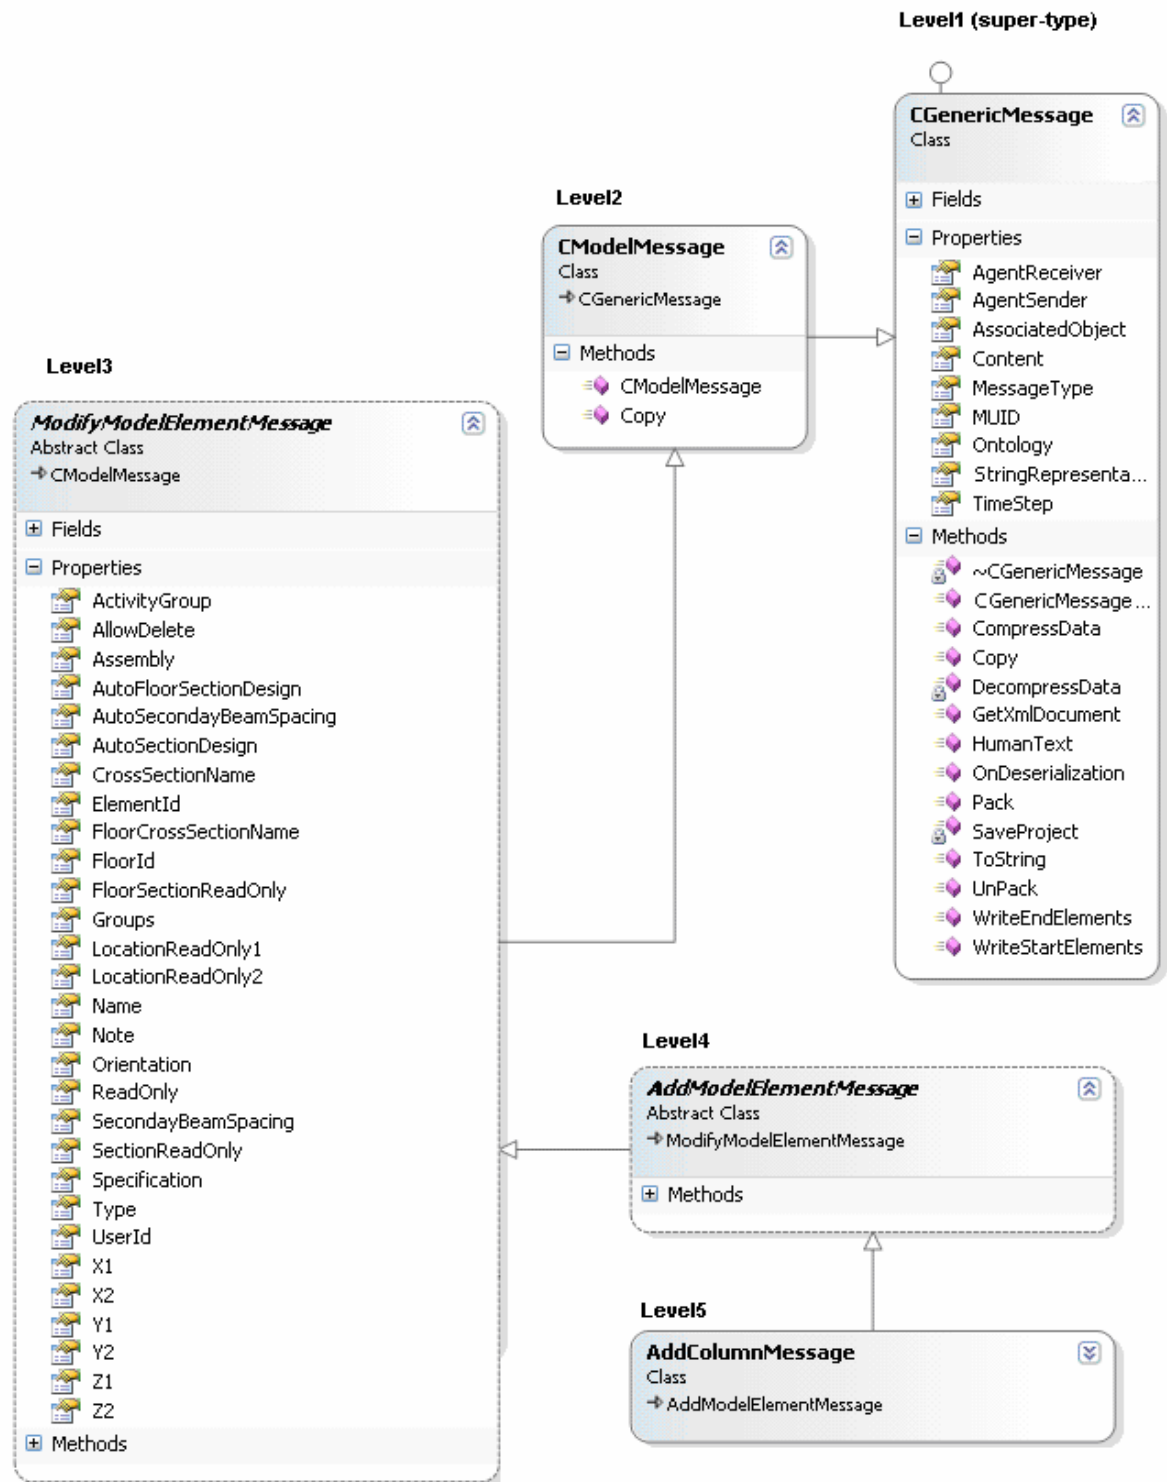 Level1 (super-type)
CGenericMessage
Class
Fields
Properties
AgentReceiver
AgentSender
AssociatedObject
Content
MessageType
MUID
Ontology
StringRepresenta...
TimeStep
Methods
~CGenericMessage
CGenericMessage ...
CompressData
Copy
DecompressData
GetXmlDocument
HumanText
OnDeserialization
Pack
SaveProject
ToString
UnPack
WriteEndElements
WriteStartElements
Level2
CModelMessage
Class
CGenericMessage
Methods
CModelMessage
Copy
Level3
ModifyModelElementMessage
Abstract Class
CModelMessage
Fields
Properties
ActivityGroup
AllowDelete
Assembly
AutoFloorSectionDesign
AutoSecondayBeamSpacing
AutoSectionDesign
CrossSectionName
ElementId
FloorCrossSectionName
FloorId
FloorSectionReadOnly
Groups
LocationReadOnly1
LocationReadOnly2
Name
Note
Orientation
ReadOnly
SecondayBeamSpacing
SectionReadOnly
Specification
Type
UserId
X1
X2
Y1
Y2
Z1
Z2
Methods
Level4
AddModelElementMessage
Abstract Class
ModifyModelElementMessage
Methods
Level5
AddColumnMessage
Class
AddModelElementMessage